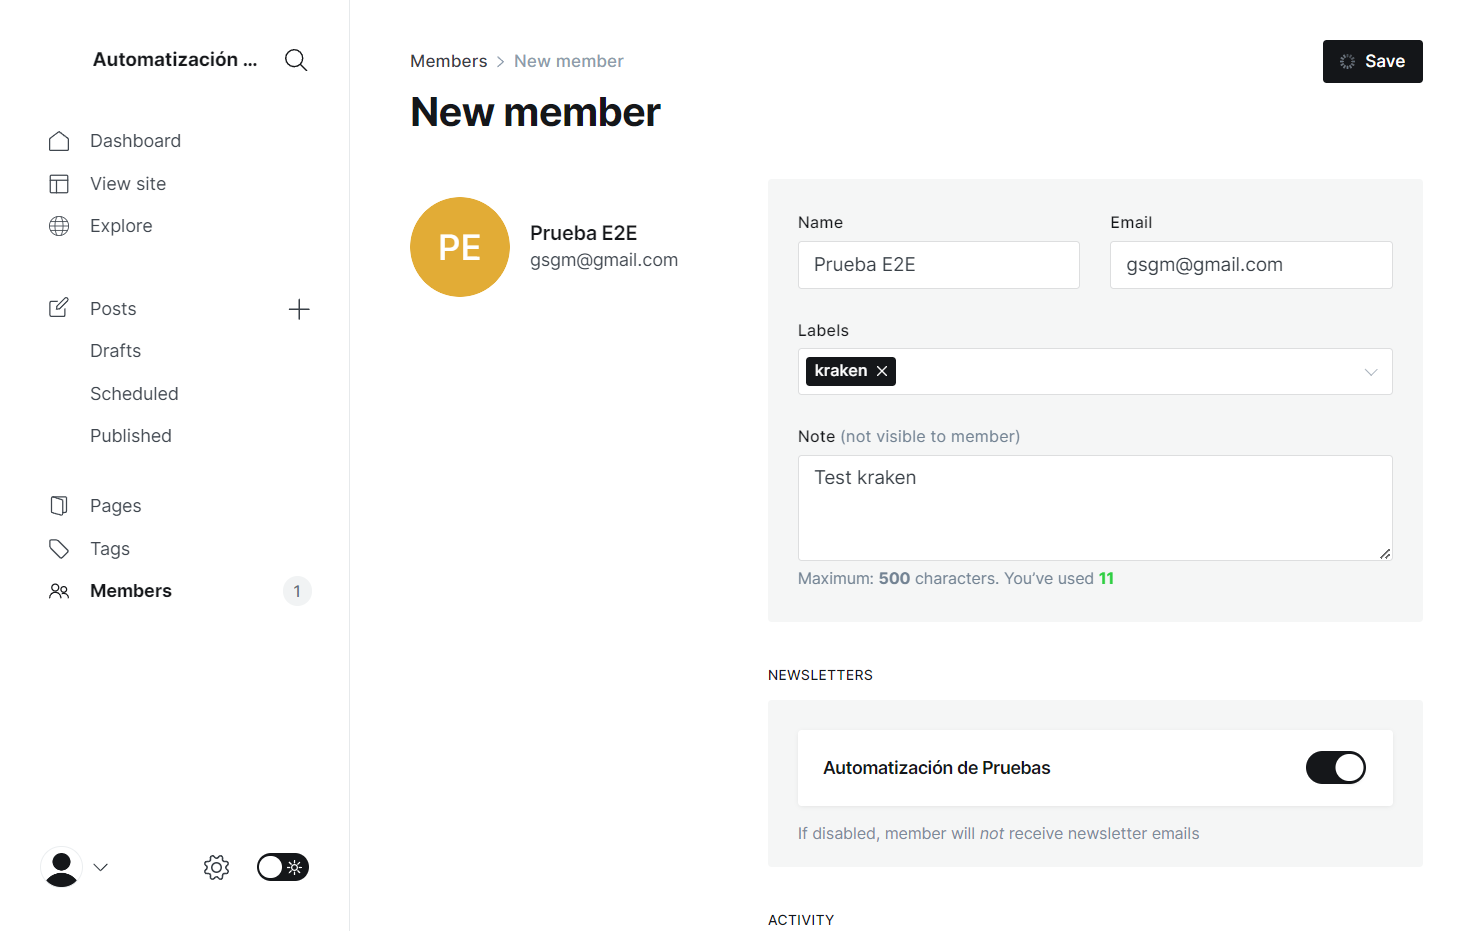 Automatización ...
Dashboard
View site
Explore
Posts
Drafts
Scheduled
Published
Pages
Tags
Members 1
Members > New member
Save
New member
PE
Prueba E2E
gsgm@gmail.com
Name
Prueba E2E
Email
gsgm@gmail.com
Labels
kraken
Note (not visible to member)
Test kraken
Maximum: 500 characters. You’ve used 11
NEWSLETTERS
Automatización de Pruebas
If disabled, member will not receive newsletter emails
ACTIVITY